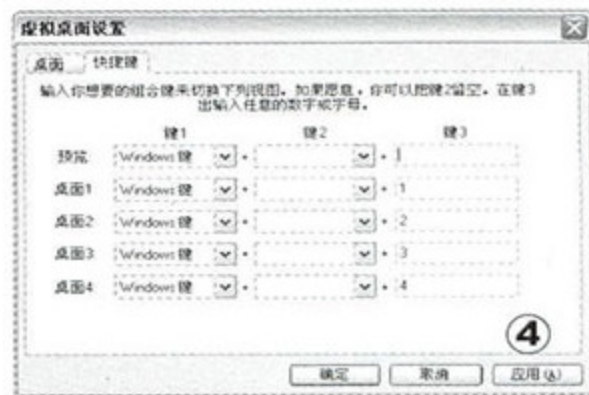 虚拟桌面设置
桌面 快捷键
输入你想要的组合键来切换下列视图。如果愿意，你可以把键2留空。在键3
出输入任意的数字或字母。
键1 键2 键3
预览 Windows 键 + +
桌面1 Windows 键 + + 1
桌面2 Windows 键 + + 2
桌面3 Windows 键 + + 3
桌面4 Windows 键 + + 4
④
确定 取消 应用(A)